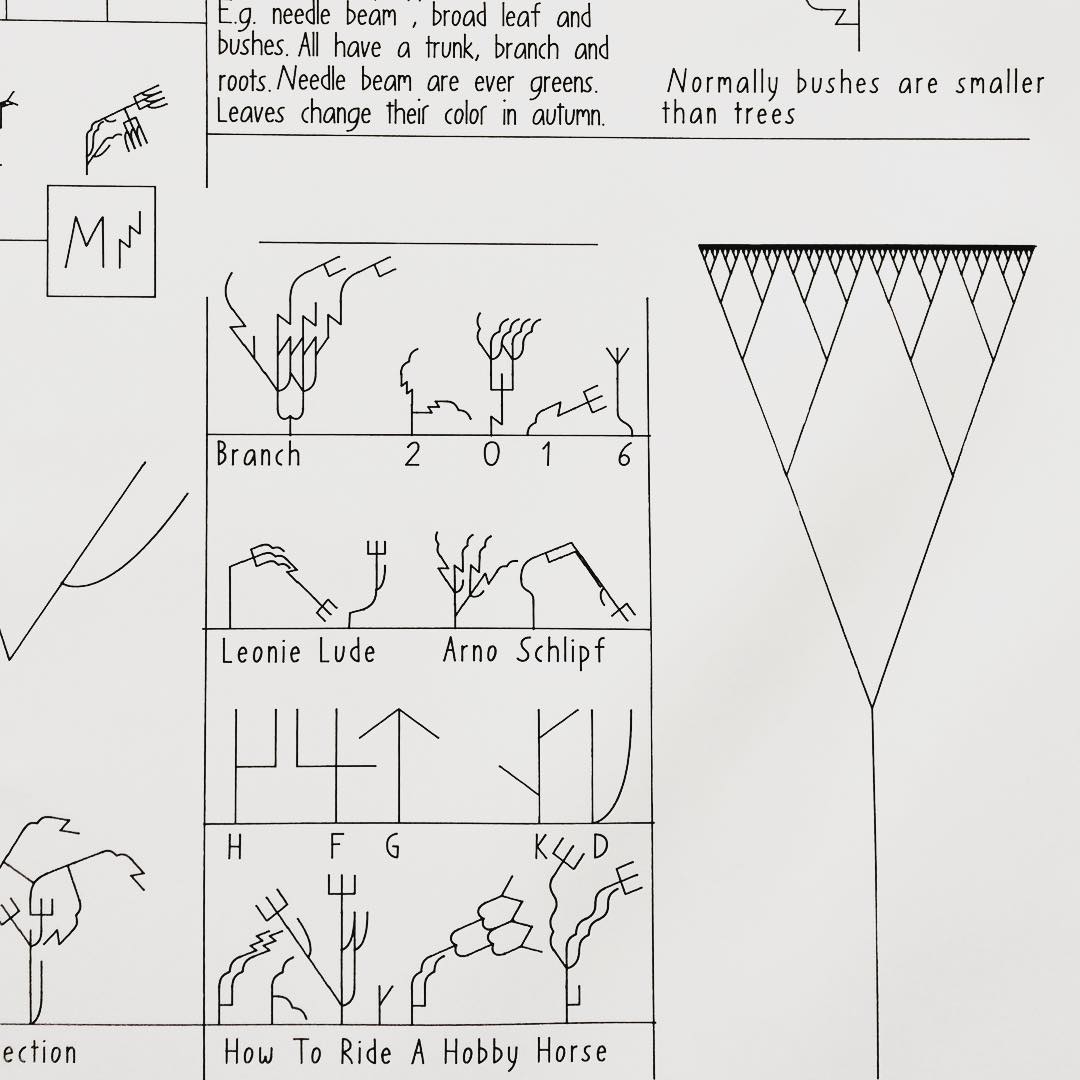 E.g. needle beam , broad leaf and
bushes. All have a trunk, branch and
roots. Needle beam are ever greens.
Leaves change their color in autumn.
Normally bushes are smaller
than trees
M
Branch 2 0 1 6
Leonie Lude Arno Schlipf
H F G K D
ection
How To Ride A Hobby Horse